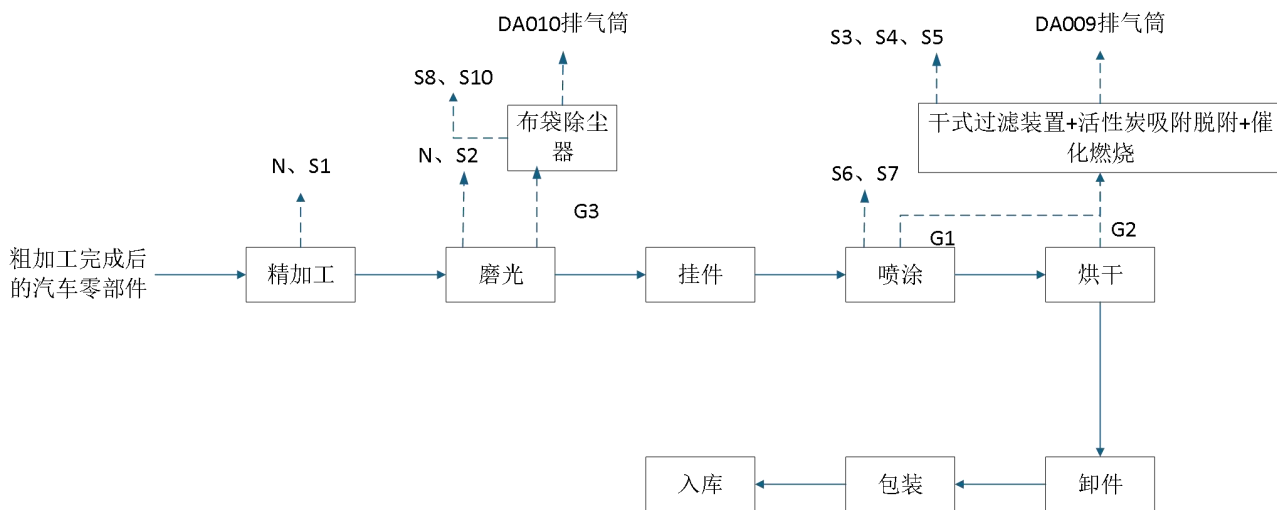 DA010排气筒
DA009排气筒
S3、S4、S5
S8、S10
布袋除尘
器
干式过滤装置+活性炭吸附脱附+催
化燃烧
N、S1
N、S2
S6、S7
G3
G1
G2
粗加工完成后
的汽车零部件
精加工
磨光
挂件
喷涂
烘干
入库
包装
卸件